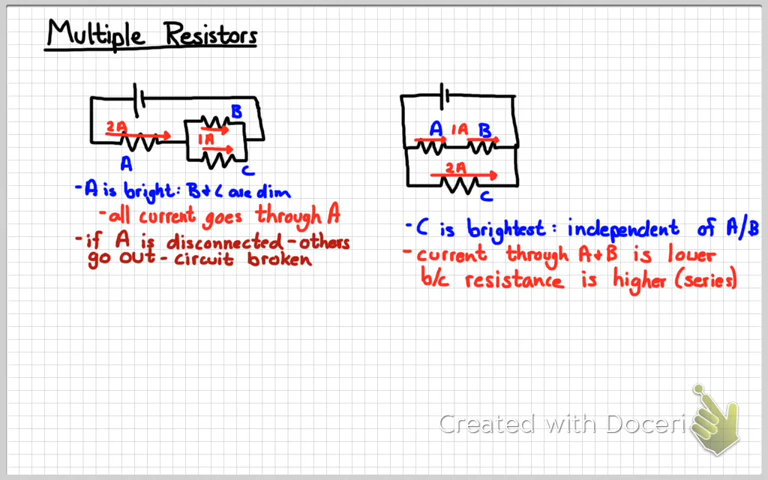 Multiple Resistors
2A
A
B
1A
C
- A is bright: B + C are dim
- all current goes through A
- if A is disconnected - others
go out - circuit broken
A 1A B
2A
C
- C is brightest: independent of A/B
- current through A + B is lower
b/c resistance is higher (series)
Created with Doceri